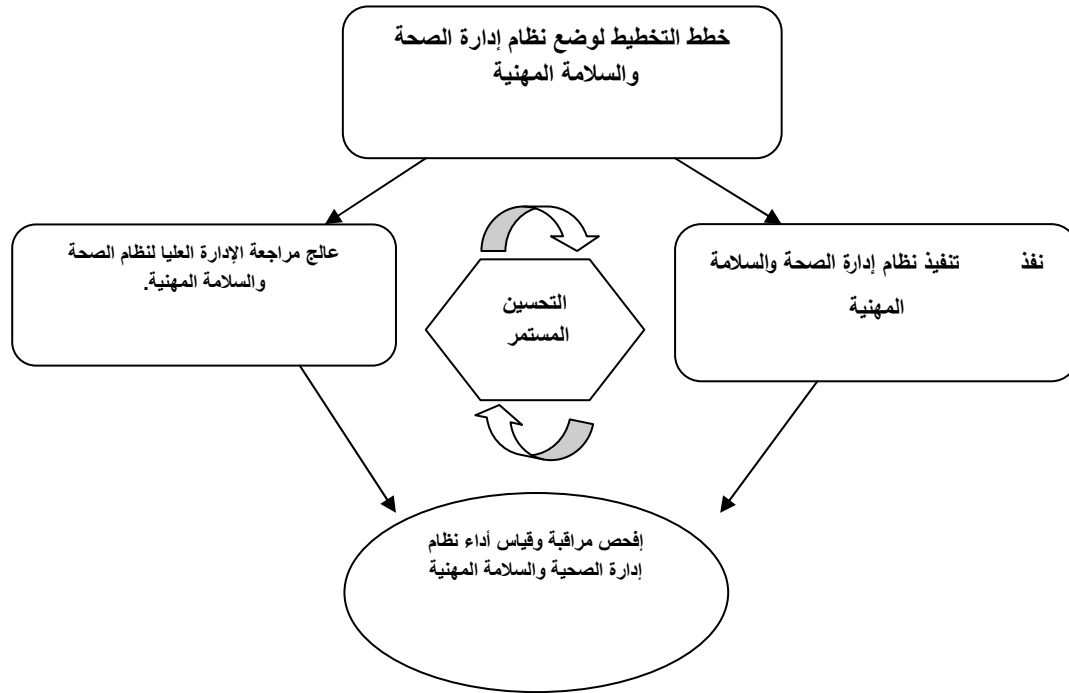 خطط التخطيط لوضع نظام إدارة الصحة
والسلامة المهنية
نفذ تنفيذ نظام إدارة الصحة والسلامة
المهنية
التحسين
المستمر
عالج مراجعة الإدارة العليا لنظام الصحة
والسلامة المهنية.
إفحص مراقبة وقياس أداء نظام
إدارة الصحية والسلامة المهنية